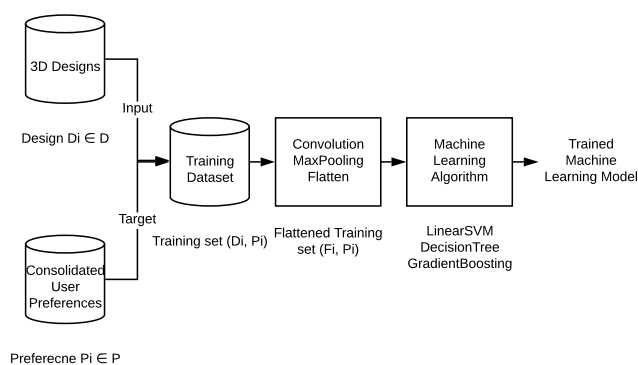 3D Designs
Input
Design Di ∈ D
Training
Dataset
Convolution
MaxPooling
Flatten
Machine
Learning
Algorithm
Trained
Machine
Learning Model
Target
Training set (Di, Pi)
Flattened Training
set (Fi, Pi)
LinearSVM
DecisionTree
GradientBoosting
Consolidated
User
Preferences
Preferecne Pi ∈ P